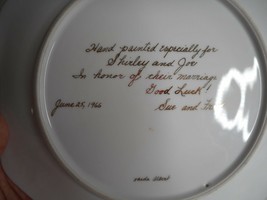 Hand painted especially for
Shirley and Joe
In honor of their marriage
Good Luck!
June 25, 1966
Sue and